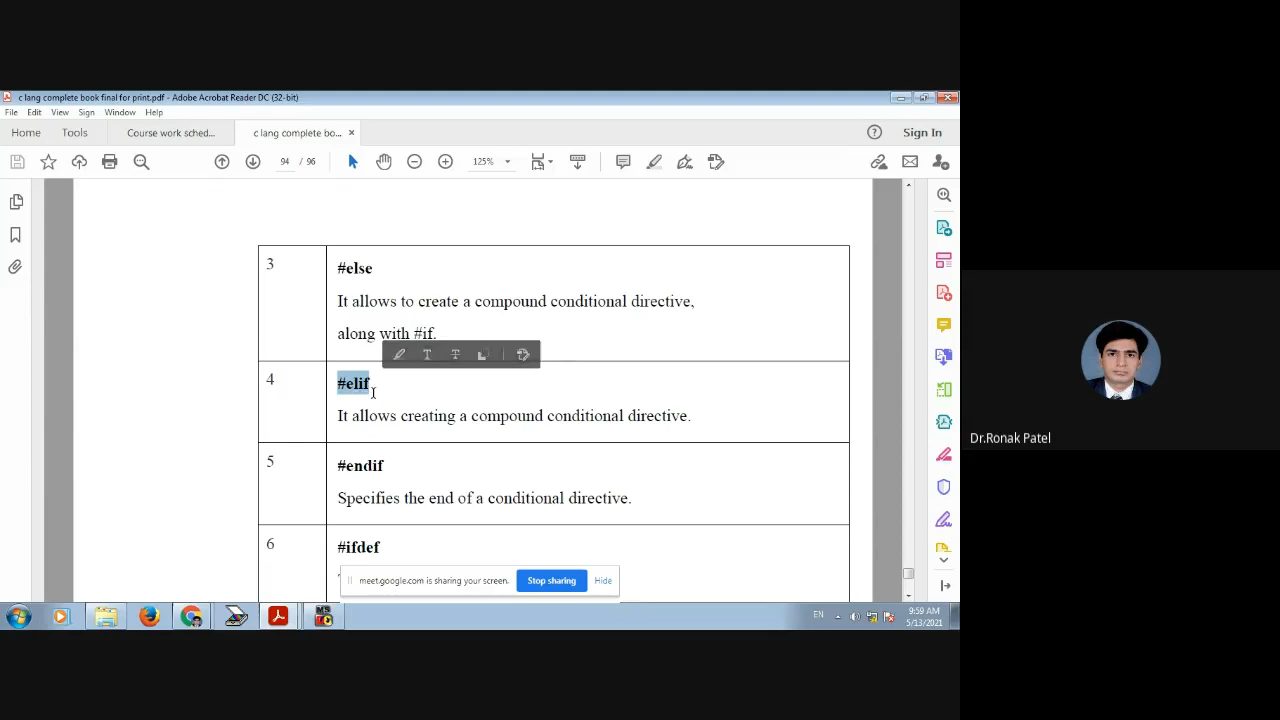 c lang complete book final for print.pdf - Adobe Acrobat Reader DC (32-bit)
File Edit View Sign Window Help
Home Tools Course work sched... c lang complete bo... × Sign In
94 / 96 125%
3 #else
It allows to create a compound conditional directive,
along with #if.
4 #elif
It allows creating a compound conditional directive.
5 #endif
Specifies the end of a conditional directive.
6 #ifdef
meet.google.com is sharing your screen. Stop sharing Hide
EN 9:59 AM
5/13/2021
Dr.Ronak Patel